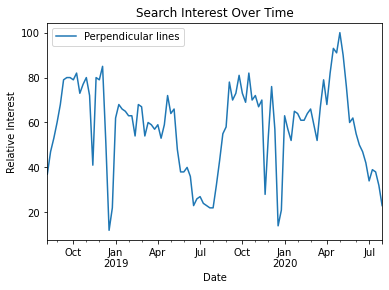 Search Interest Over Time
Perpendicular lines
Relative Interest
100
80
60
40
20
Oct Jan Apr Jul Oct Jan Apr Jul
2019 2020
Date